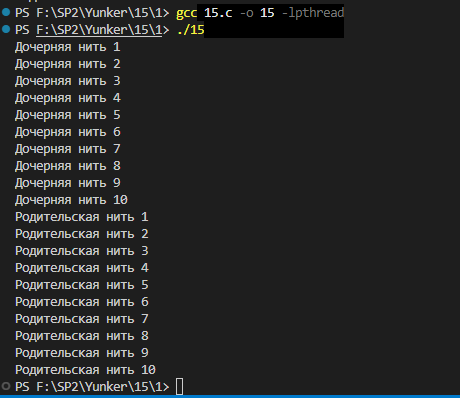 PS F:\SP2\Yunker\15\1> gcc 15.c -o 15 -lpthread
PS F:\SP2\Yunker\15\1> ./15
Дочерняя нить 1
Дочерняя нить 2
Дочерняя нить 3
Дочерняя нить 4
Дочерняя нить 5
Дочерняя нить 6
Дочерняя нить 7
Дочерняя нить 8
Дочерняя нить 9
Дочерняя нить 10
Родительская нить 1
Родительская нить 2
Родительская нить 3
Родительская нить 4
Родительская нить 5
Родительская нить 6
Родительская нить 7
Родительская нить 8
Родительская нить 9
Родительская нить 10
PS F:\SP2\Yunker\15\1>